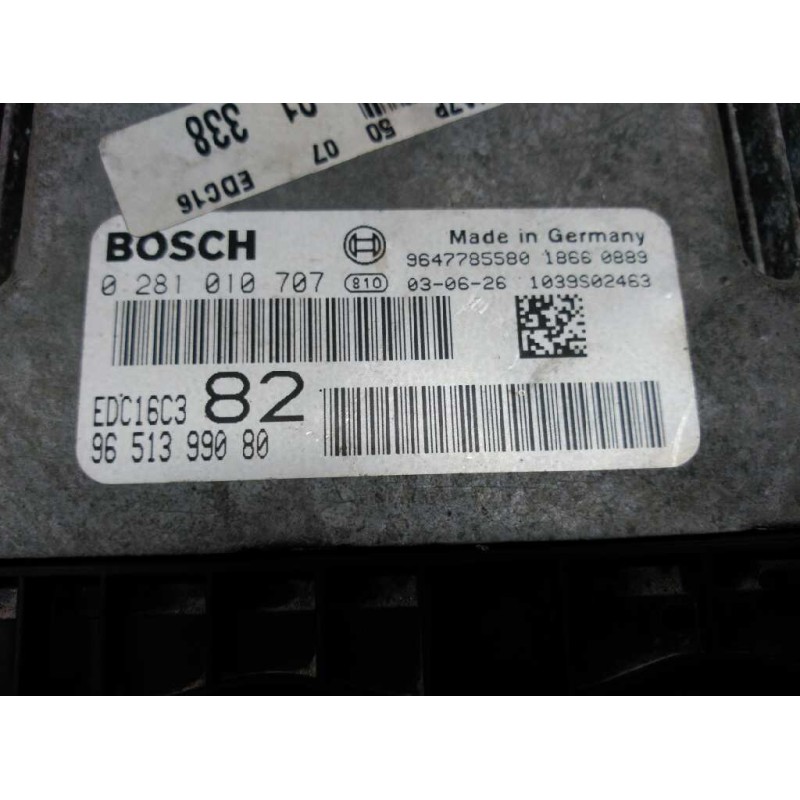 338
50 07
EDC16
BOSCH
Made in Germany
9647785580 1866 0889
0 281 010 707 810 03-06-26 1039S02463
EDC16C3 82
96 513 990 80